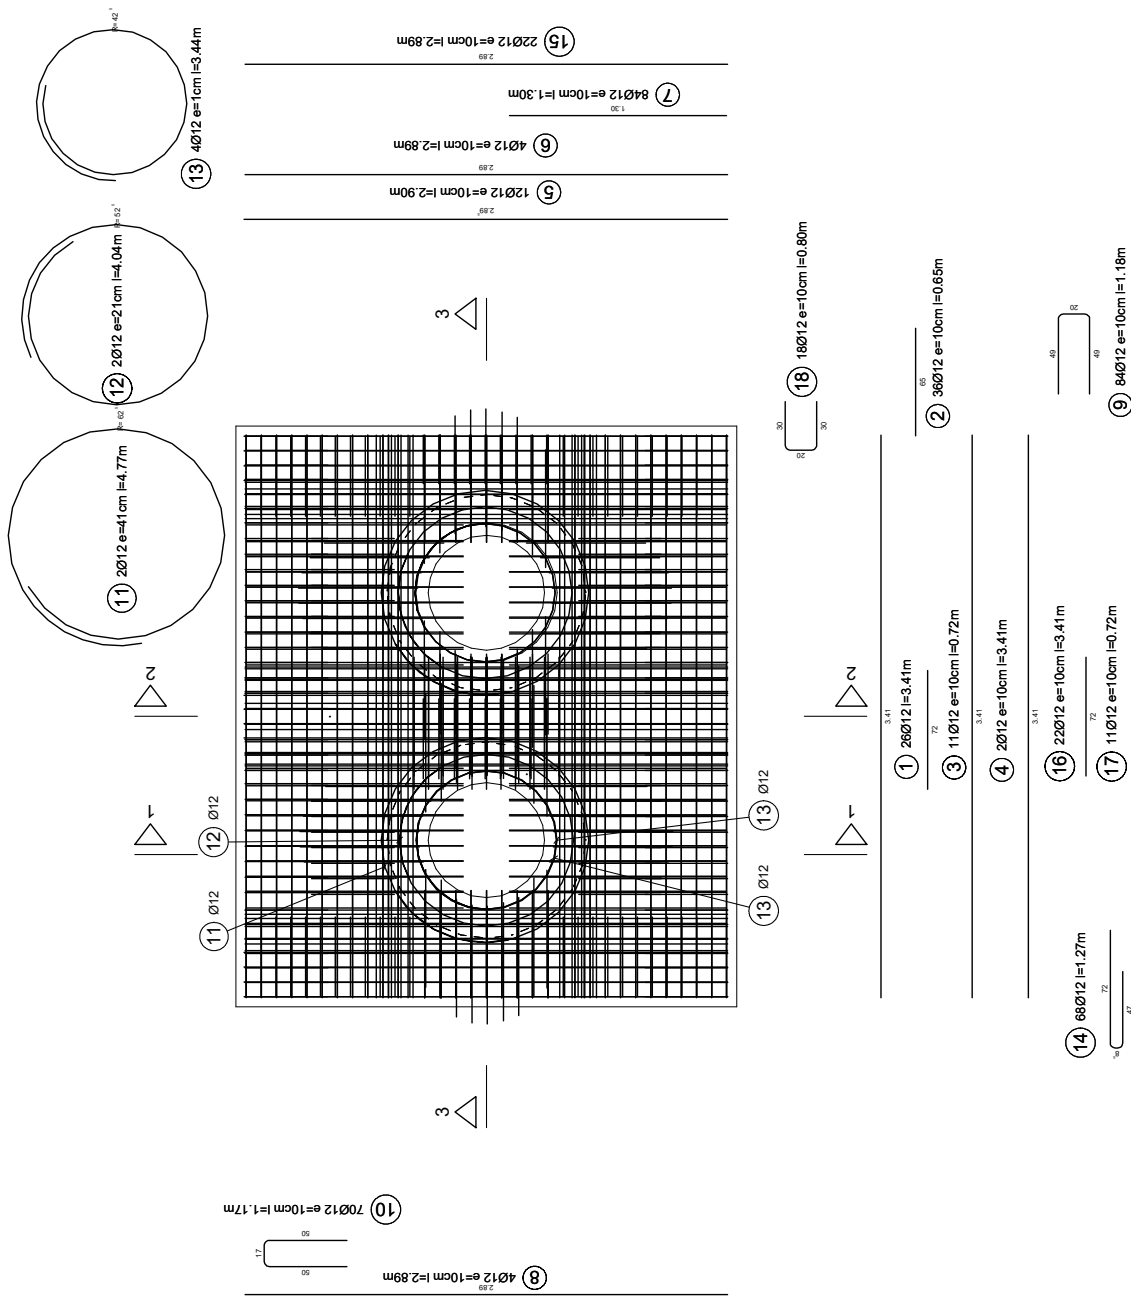 R= 42
13 4Ø12 e=1cm l=3.44m
R= 52
12 2Ø12 e=21cm l=4.04m
R= 62
11 2Ø12 e=41cm l=4.77m
15 22Ø12 e=10cm l=2.89m
2.89
7 84Ø12 e=10cm l=1.30m
1.30
6 4Ø12 e=10cm l=2.89m
2.89
5 12Ø12 e=10cm l=2.90m
2.89
3
18 18Ø12 e=10cm l=0.80m
30
20
30
2 36Ø12 e=10cm l=0.65m
65
20
49
49
9 84Ø12 e=1.18m
2
2
1
1
12 Ø12
11 Ø12
13 Ø12
13 Ø12
3.41
1 26Ø12 l=3.41m
72
3 11Ø12 e=10cm l=0.72m
3.41
4 2Ø12 e=10cm l=3.41m
3.41
16 22Ø12 e=10cm l=3.41m
72
17 11Ø12 e=10cm l=0.72m
14 68Ø12 l=1.27m
72
47
3
10 70Ø12 e=10cm l=1.17m
50
17
50
8 4Ø12 e=10cm l=2.89m
2.89